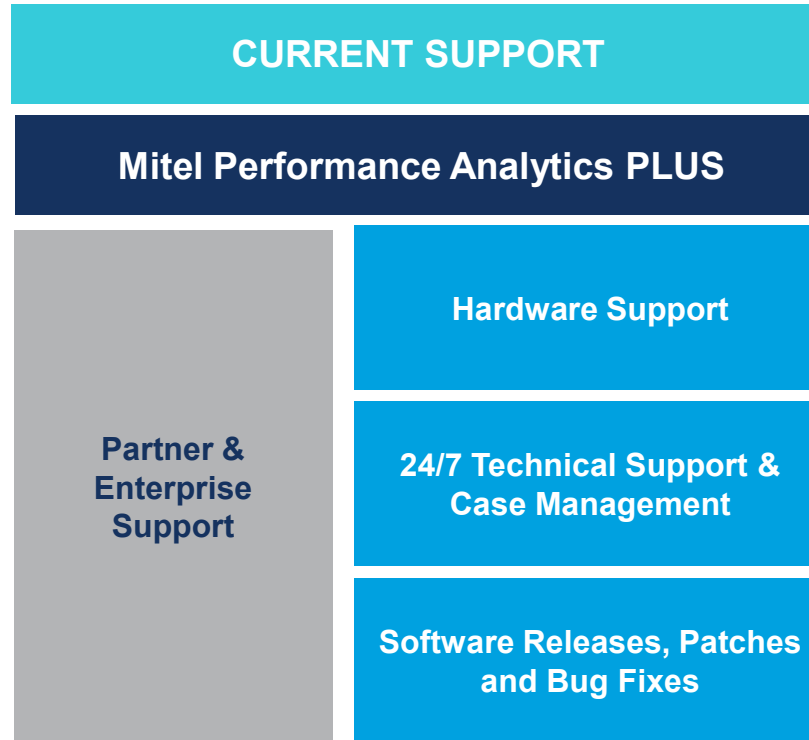 CURRENT SUPPORT
Mitel Performance Analytics PLUS
Partner &
Enterprise
Support
Hardware Support
24/7 Technical Support &
Case Management
Software Releases, Patches
and Bug Fixes